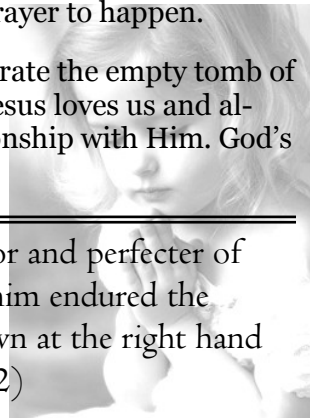 rayer to happen.
rate the empty tomb of
esus loves us and al-
onship with Him. God's
or and perfecter of
him endured the
wn at the right hand
2)